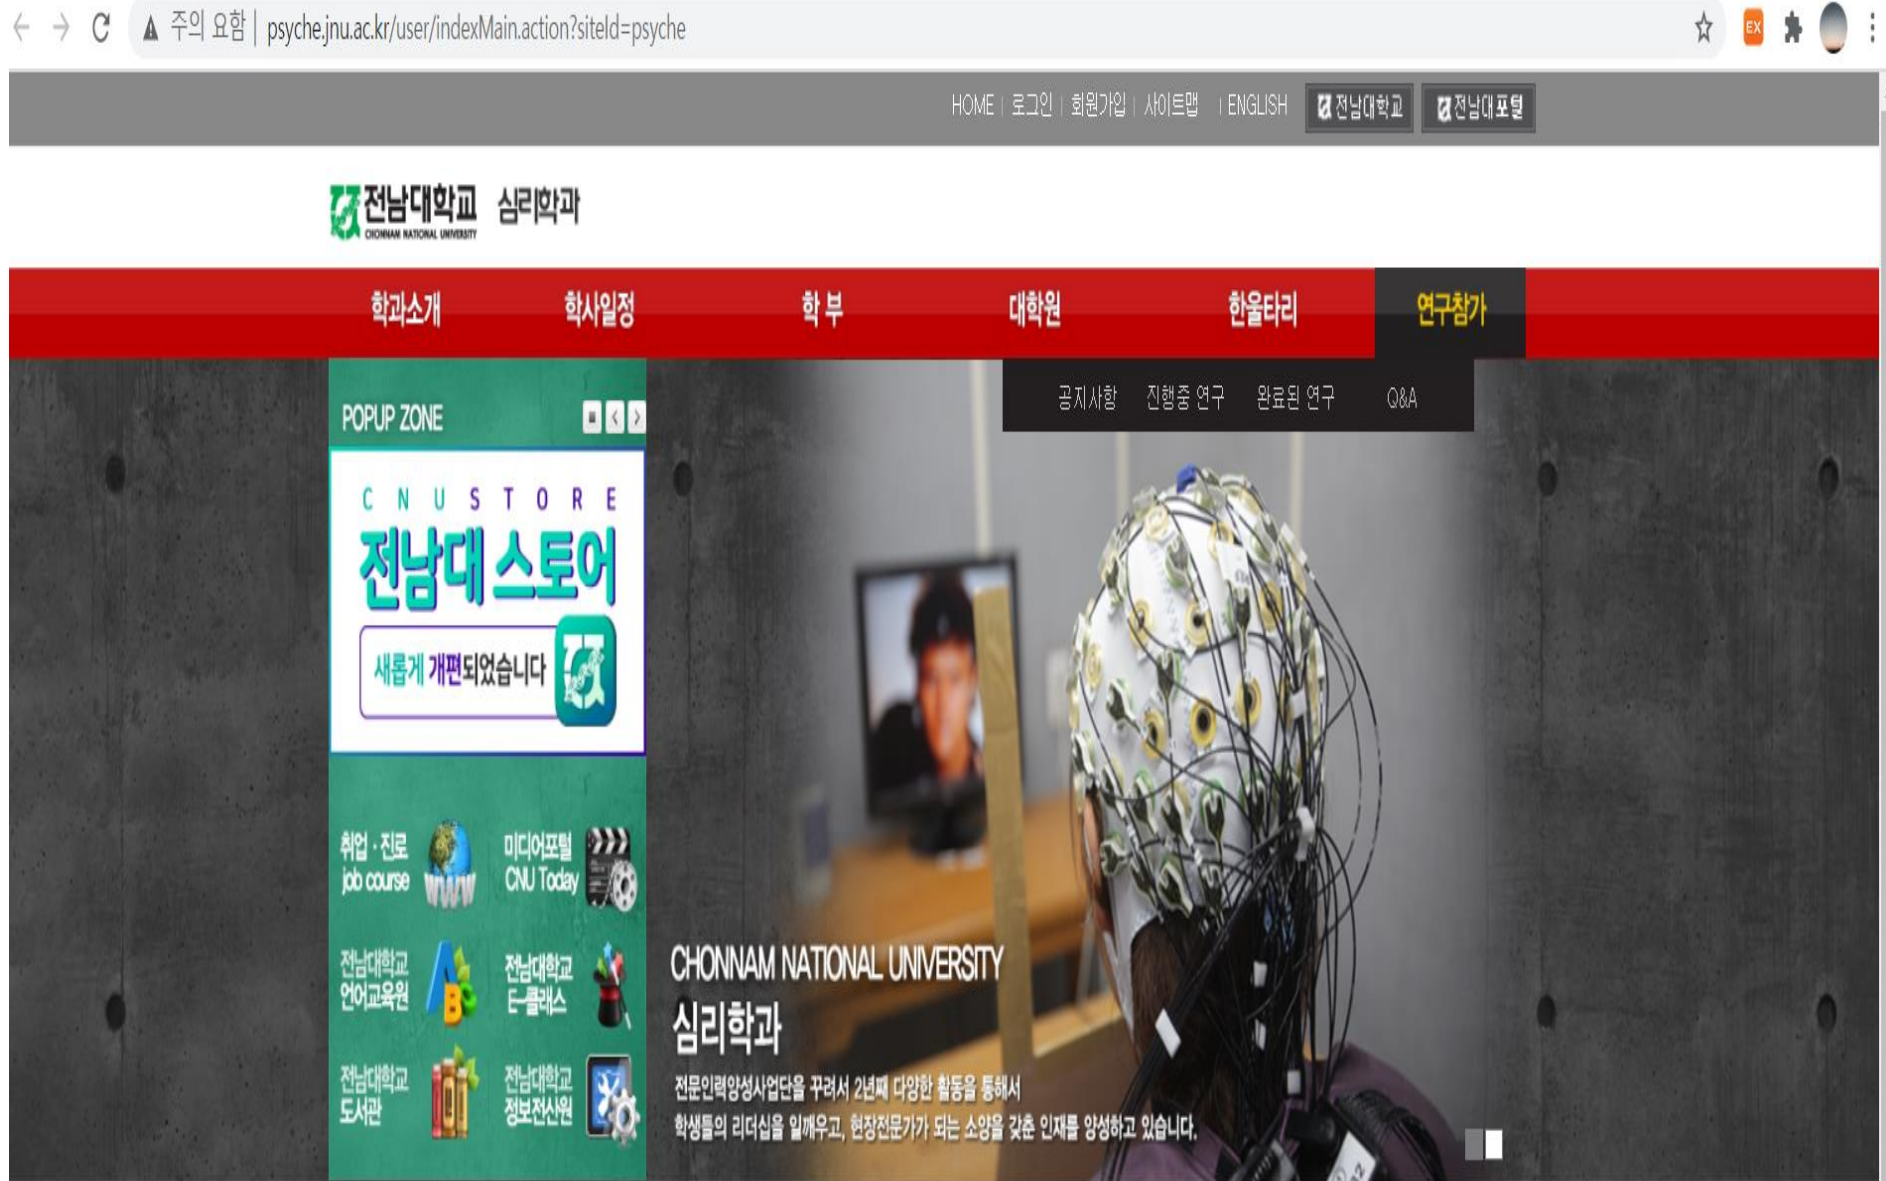 주의 요함 | psyche.jnu.ac.kr/user/indexMain.action?siteId=psyche
EX
HOME | 로그인 | 회원가입 | 사이트맵 | ENGLISH 전남대학교 전남대포털
전남대학교 심리학과
CHONNAM NATIONAL UNIVERSITY
학과소개 학사일정 학 부 대학원 한울타리 연구참가
공지사항 진행중 연구 완료된 연구 Q&A
POPUP ZONE
CNU STORE
전남대 스토어
새롭게 개편되었습니다
취업 · 진로
job course
미디어포털
CNU Today
전남대학교
언어교육원
전남대학교
E-클래스
전남대학교
도서관
전남대학교
정보전산원
CHONNAM NATIONAL UNIVERSITY
심리학과
전문인력양성사업단을 꾸려서 2년째 다양한 활동을 통해서
학생들의 리더십을 일깨우고, 현장전문가가 되는 소양을 갖춘 인재를 양성하고 있습니다.